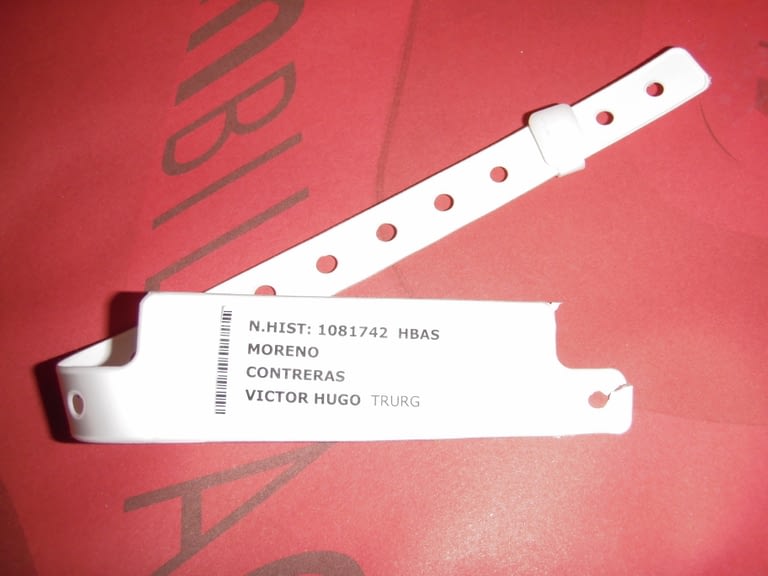 N.HIST: 1081742 HBAS
MORENO
CONTRERAS
VICTOR HUGO TRURG